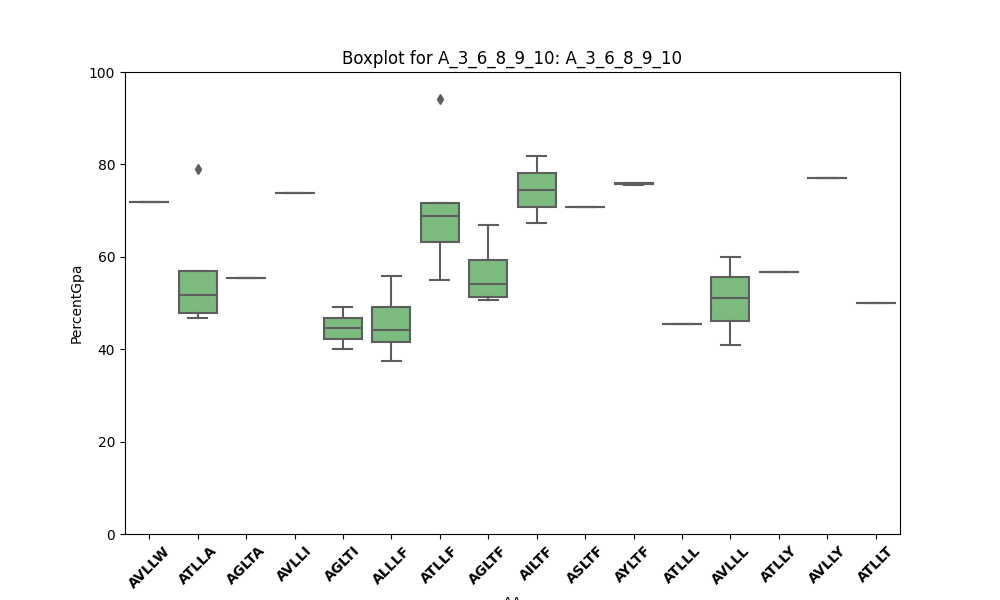 Boxplot for A_3_6_8_9_10: A_3_6_8_9_10
100
80
60
40
20
0
PercentGpa
AVLLW
ATLLA
AGLTA
AVLLI
AGLTI
ALLLF
ATLLF
AGLTF
AILTF
ASLTF
AYLTF
ATLLL
AVLLL
ATLLY
AVLLY
ATLLT